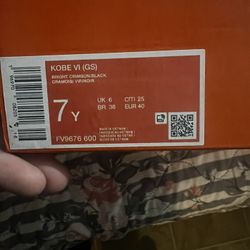 KOBE VI (GS)
BRIGHT CRIMSON/BLACK
CRAMOISI VIF/NOIR
7Y
UK 6 CITI 25
BR 38 EUR 40
FV9676 600